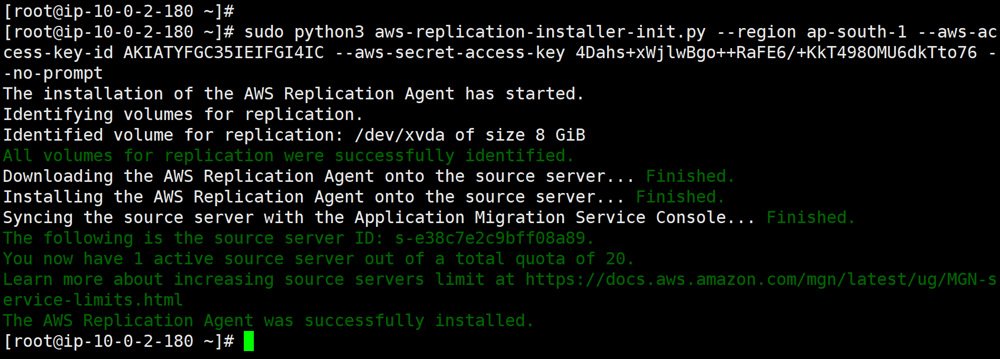 [root@ip-10-0-2-180 ~]#
[root@ip-10-0-2-180 ~]# sudo python3 aws-replication-installer-init.py --region ap-south-1 --aws-ac
cess-key-id AKIATYFGC35IEIFGI4IC --aws-secret-access-key 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 -
-no-prompt
The installation of the AWS Replication Agent has started.
Identifying volumes for replication.
Identified volume for replication: /dev/xvda of size 8 GiB
All volumes for replication were successfully identified.
Downloading the AWS Replication Agent onto the source server... Finished.
Installing the AWS Replication Agent onto the source server... Finished.
Syncing the source server with the Application Migration Service Console... Finished.
The following is the source server ID: s-e38c7e2c9bff08a89.
You now have 1 active source server out of a total quota of 20.
Learn more about increasing source servers limit at https://docs.aws.amazon.com/mgn/latest/ug/MGN-s
ervice-limits.html
The AWS Replication Agent was successfully installed.
[root@ip-10-0-2-180 ~]#